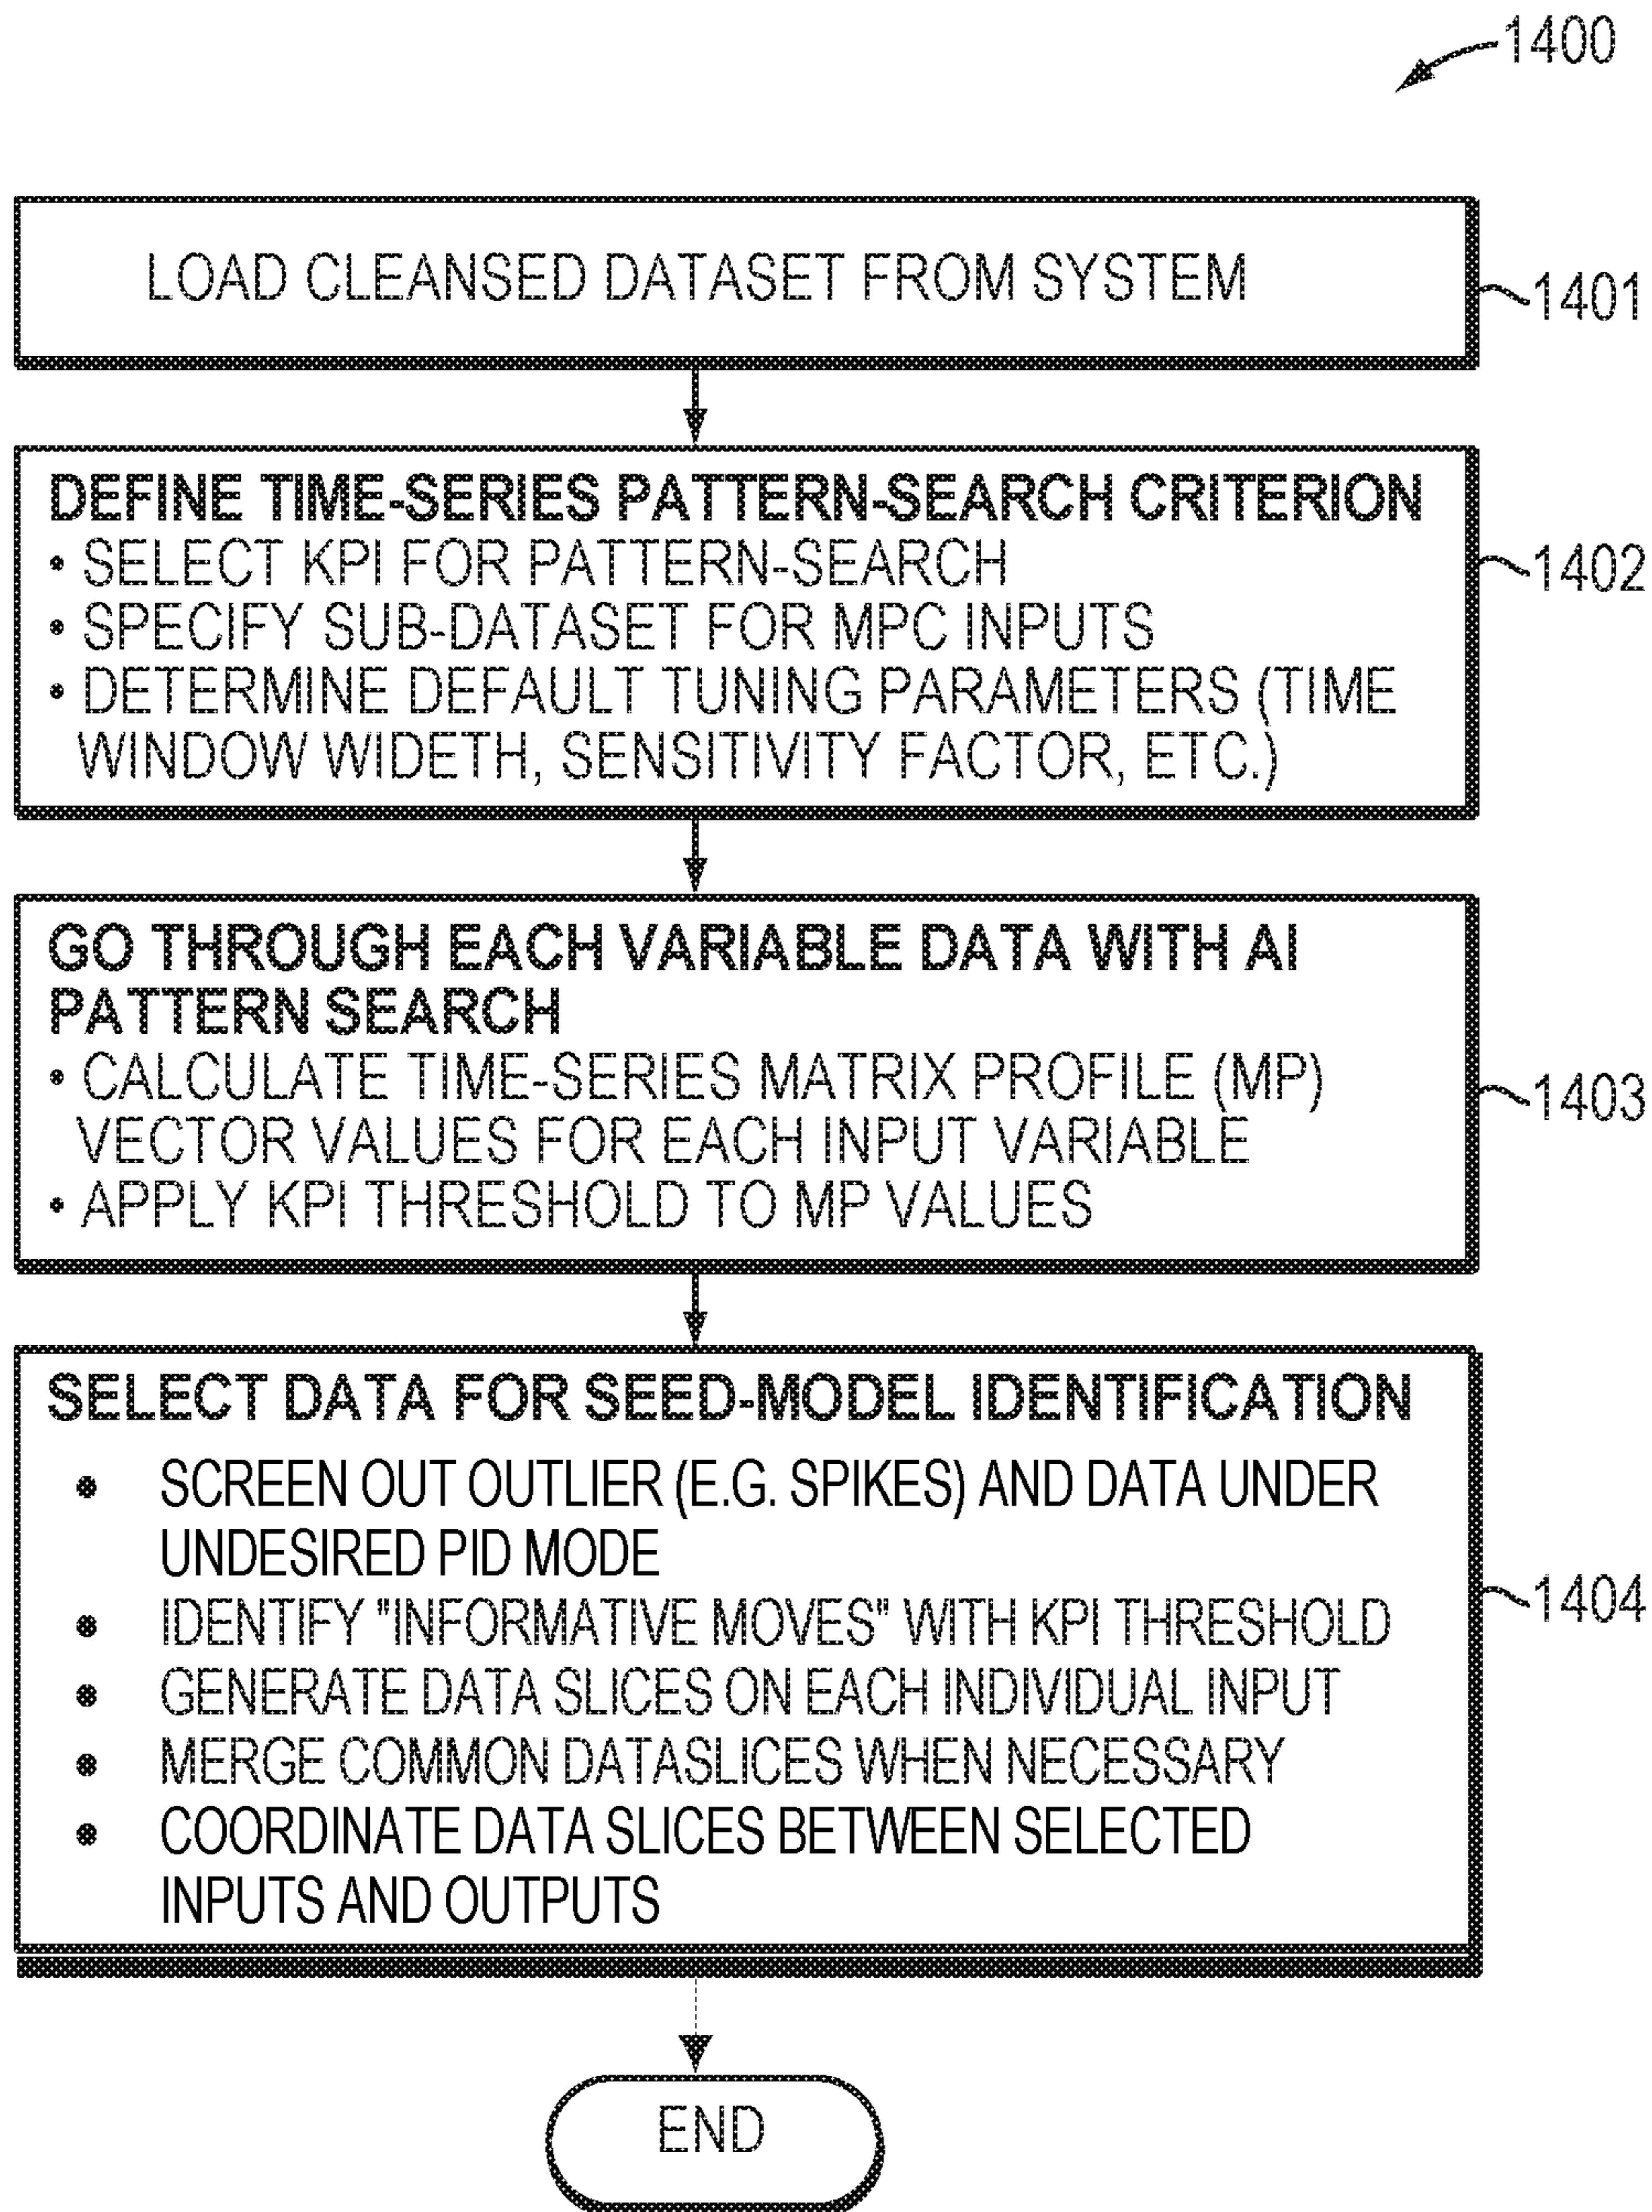 1400
LOAD CLEANSED DATASET FROM SYSTEM
1401
DEFINE TIME-SERIES PATTERN-SEARCH CRITERION
• SELECT KPI FOR PATTERN-SEARCH
• SPECIFY SUB-DATASET FOR MPC INPUTS
• DETERMINE DEFAULT TUNING PARAMETERS (TIME
WINDOW WIDETH, SENSITIVITY FACTOR, ETC.)
1402
GO THROUGH EACH VARIABLE DATA WITH AI
PATTERN SEARCH
• CALCULATE TIME-SERIES MATRIX PROFILE (MP)
VECTOR VALUES FOR EACH INPUT VARIABLE
• APPLY KPI THRESHOLD TO MP VALUES
1403
SELECT DATA FOR SEED-MODEL IDENTIFICATION
• SCREEN OUT OUTLIER (E.G. SPIKES) AND DATA UNDER
UNDESIRED PID MODE
• IDENTIFY "INFORMATIVE MOVES" WITH KPI THRESHOLD
• GENERATE DATA SLICES ON EACH INDIVIDUAL INPUT
• MERGE COMMON DATASLICES WHEN NECESSARY
• COORDINATE DATA SLICES BETWEEN SELECTED
INPUTS AND OUTPUTS
1404
END